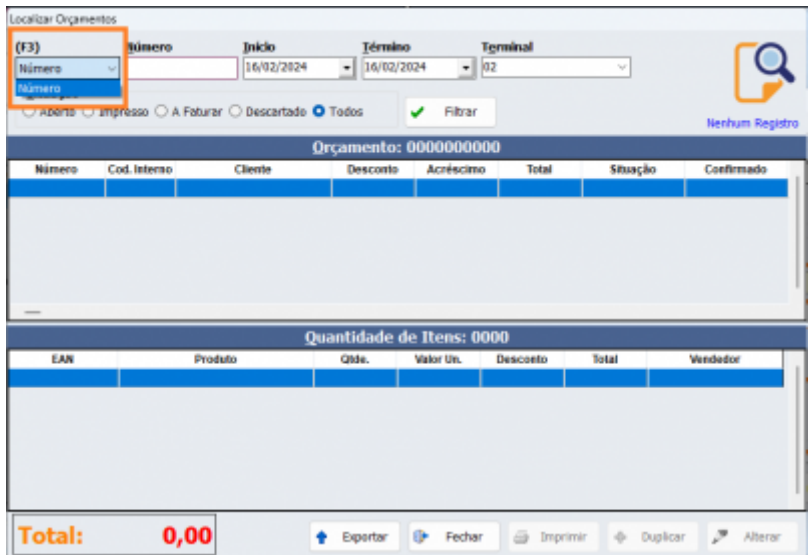 Localizar Orçamentos
(F3) Número Início Término Terminal
Número 16/02/2024 16/02/2024 02
Número
Aberto Impresso A Faturar Descartado Todos Filtrar
Nenhum Registro
Orçamento: 0000000000
Número Cod. Interno Cliente Desconto Acréscimo Total Situação Confirmado
Quantidade de Itens: 0000
EAN Produto Qtde. Valor Un. Desconto Total Vendedor
Total: 0,00 Exportar Fechar Imprimir Duplicar Alterar